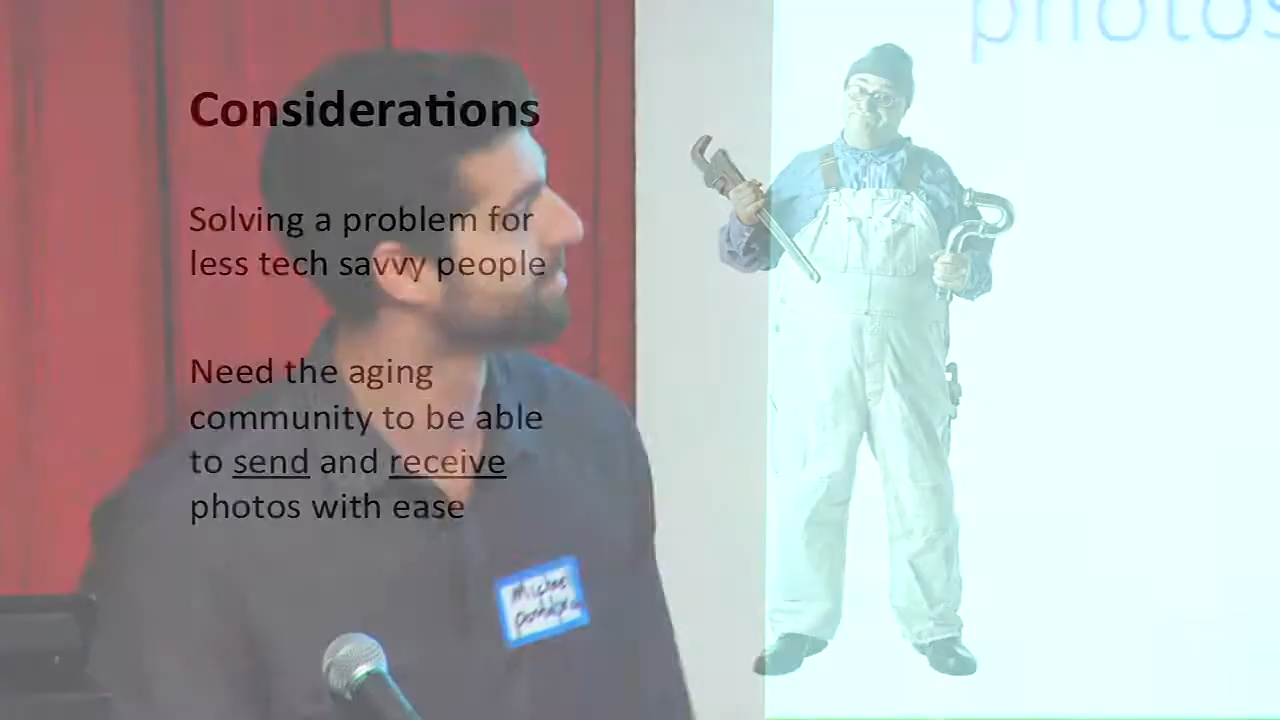 photos
Considerations
Solving a problem for
less tech savvy people
Need the aging
community to be able
to send and receive
photos with ease